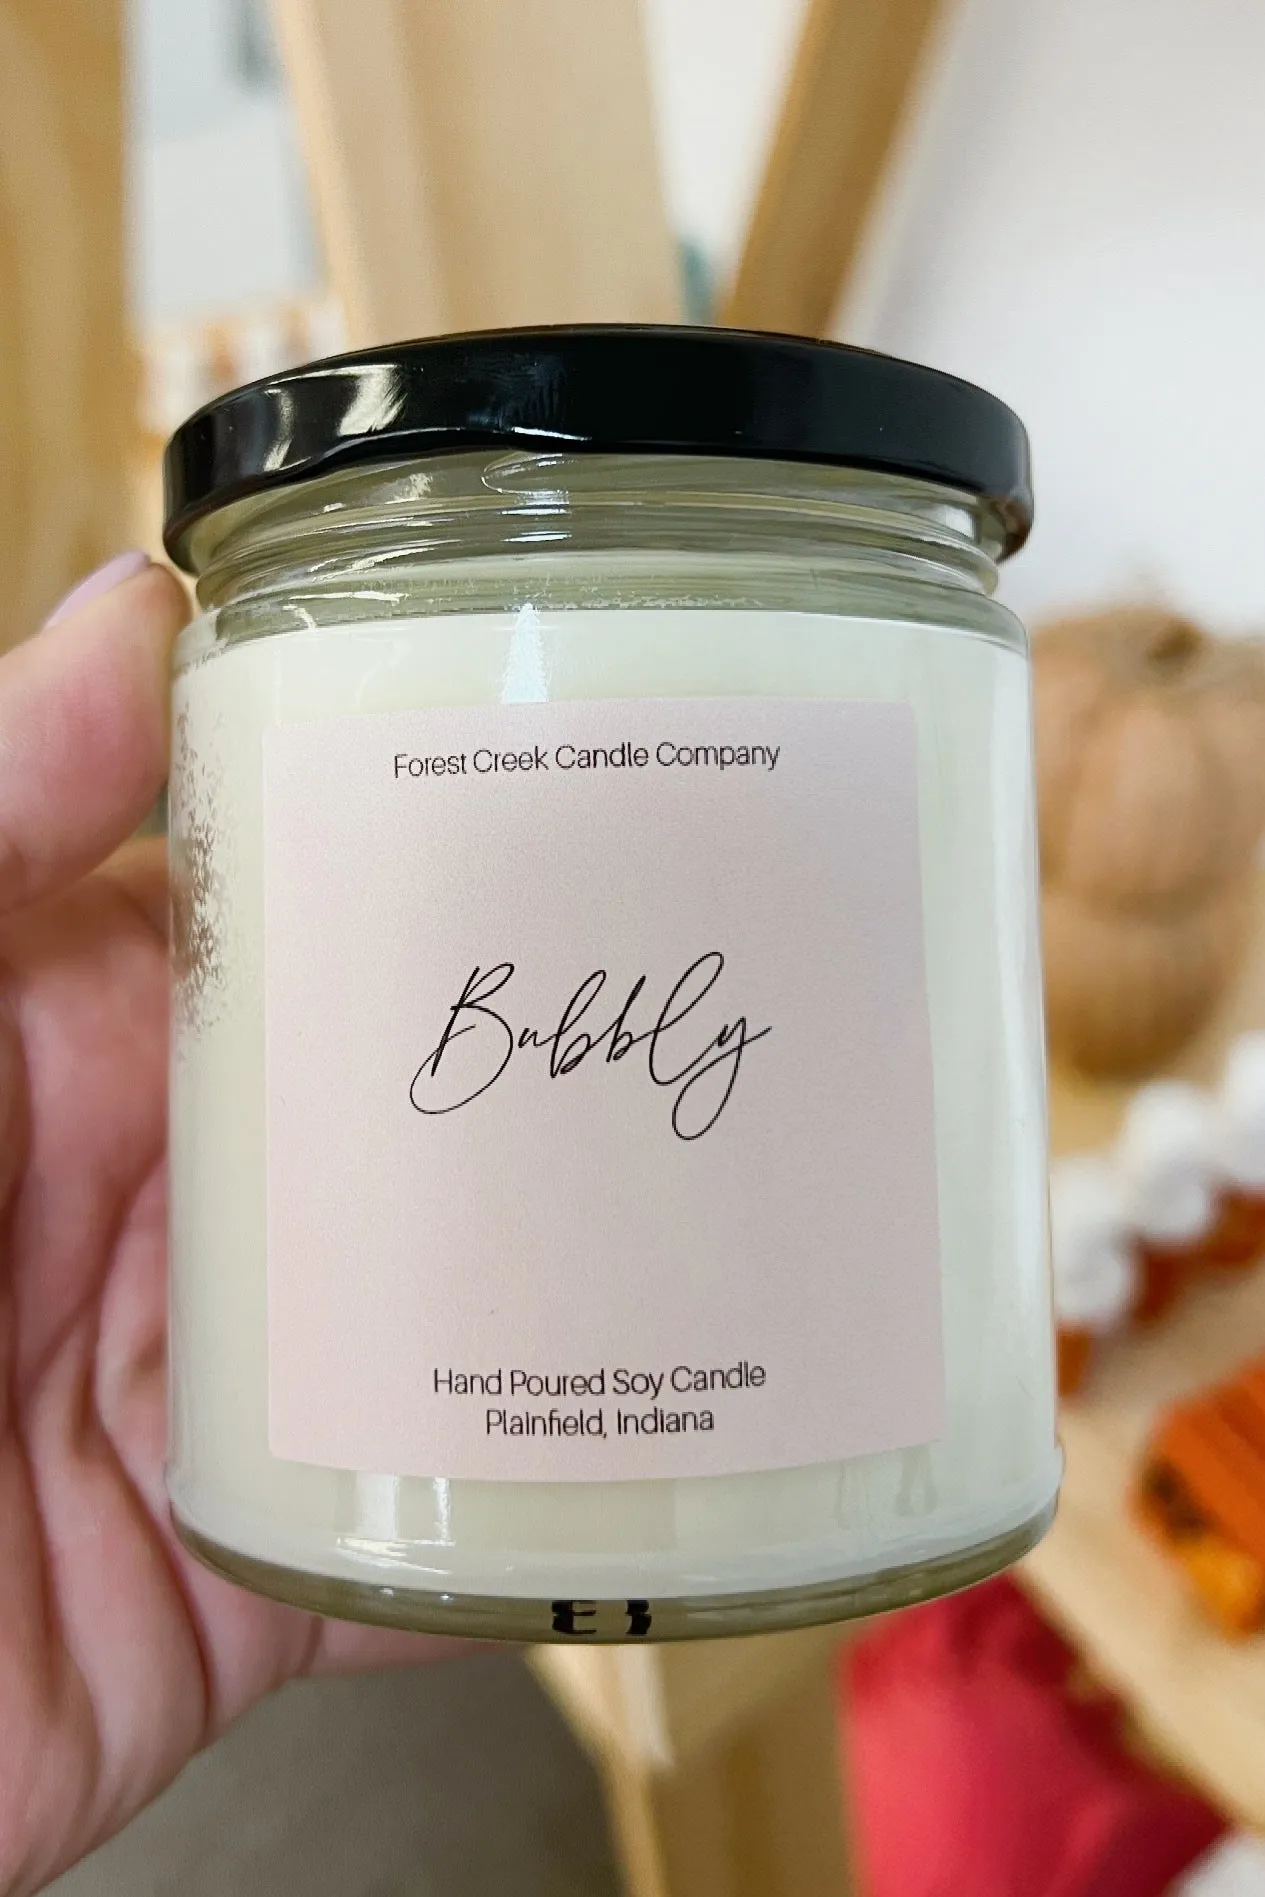 Forest Creek Candle Company
Bubbly
Hand Poured Soy Candle
Plainfield, Indiana